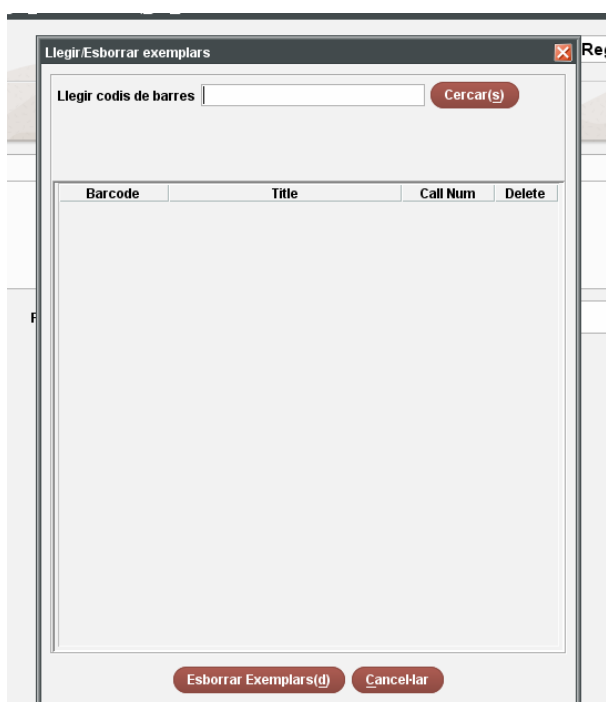 Llegir/Esborrar exemplars
Reg
Llegir codis de barres Cercar(s)
Barcode Title Call Num Delete
Esborrar Exemplars(d) Cancel·lar